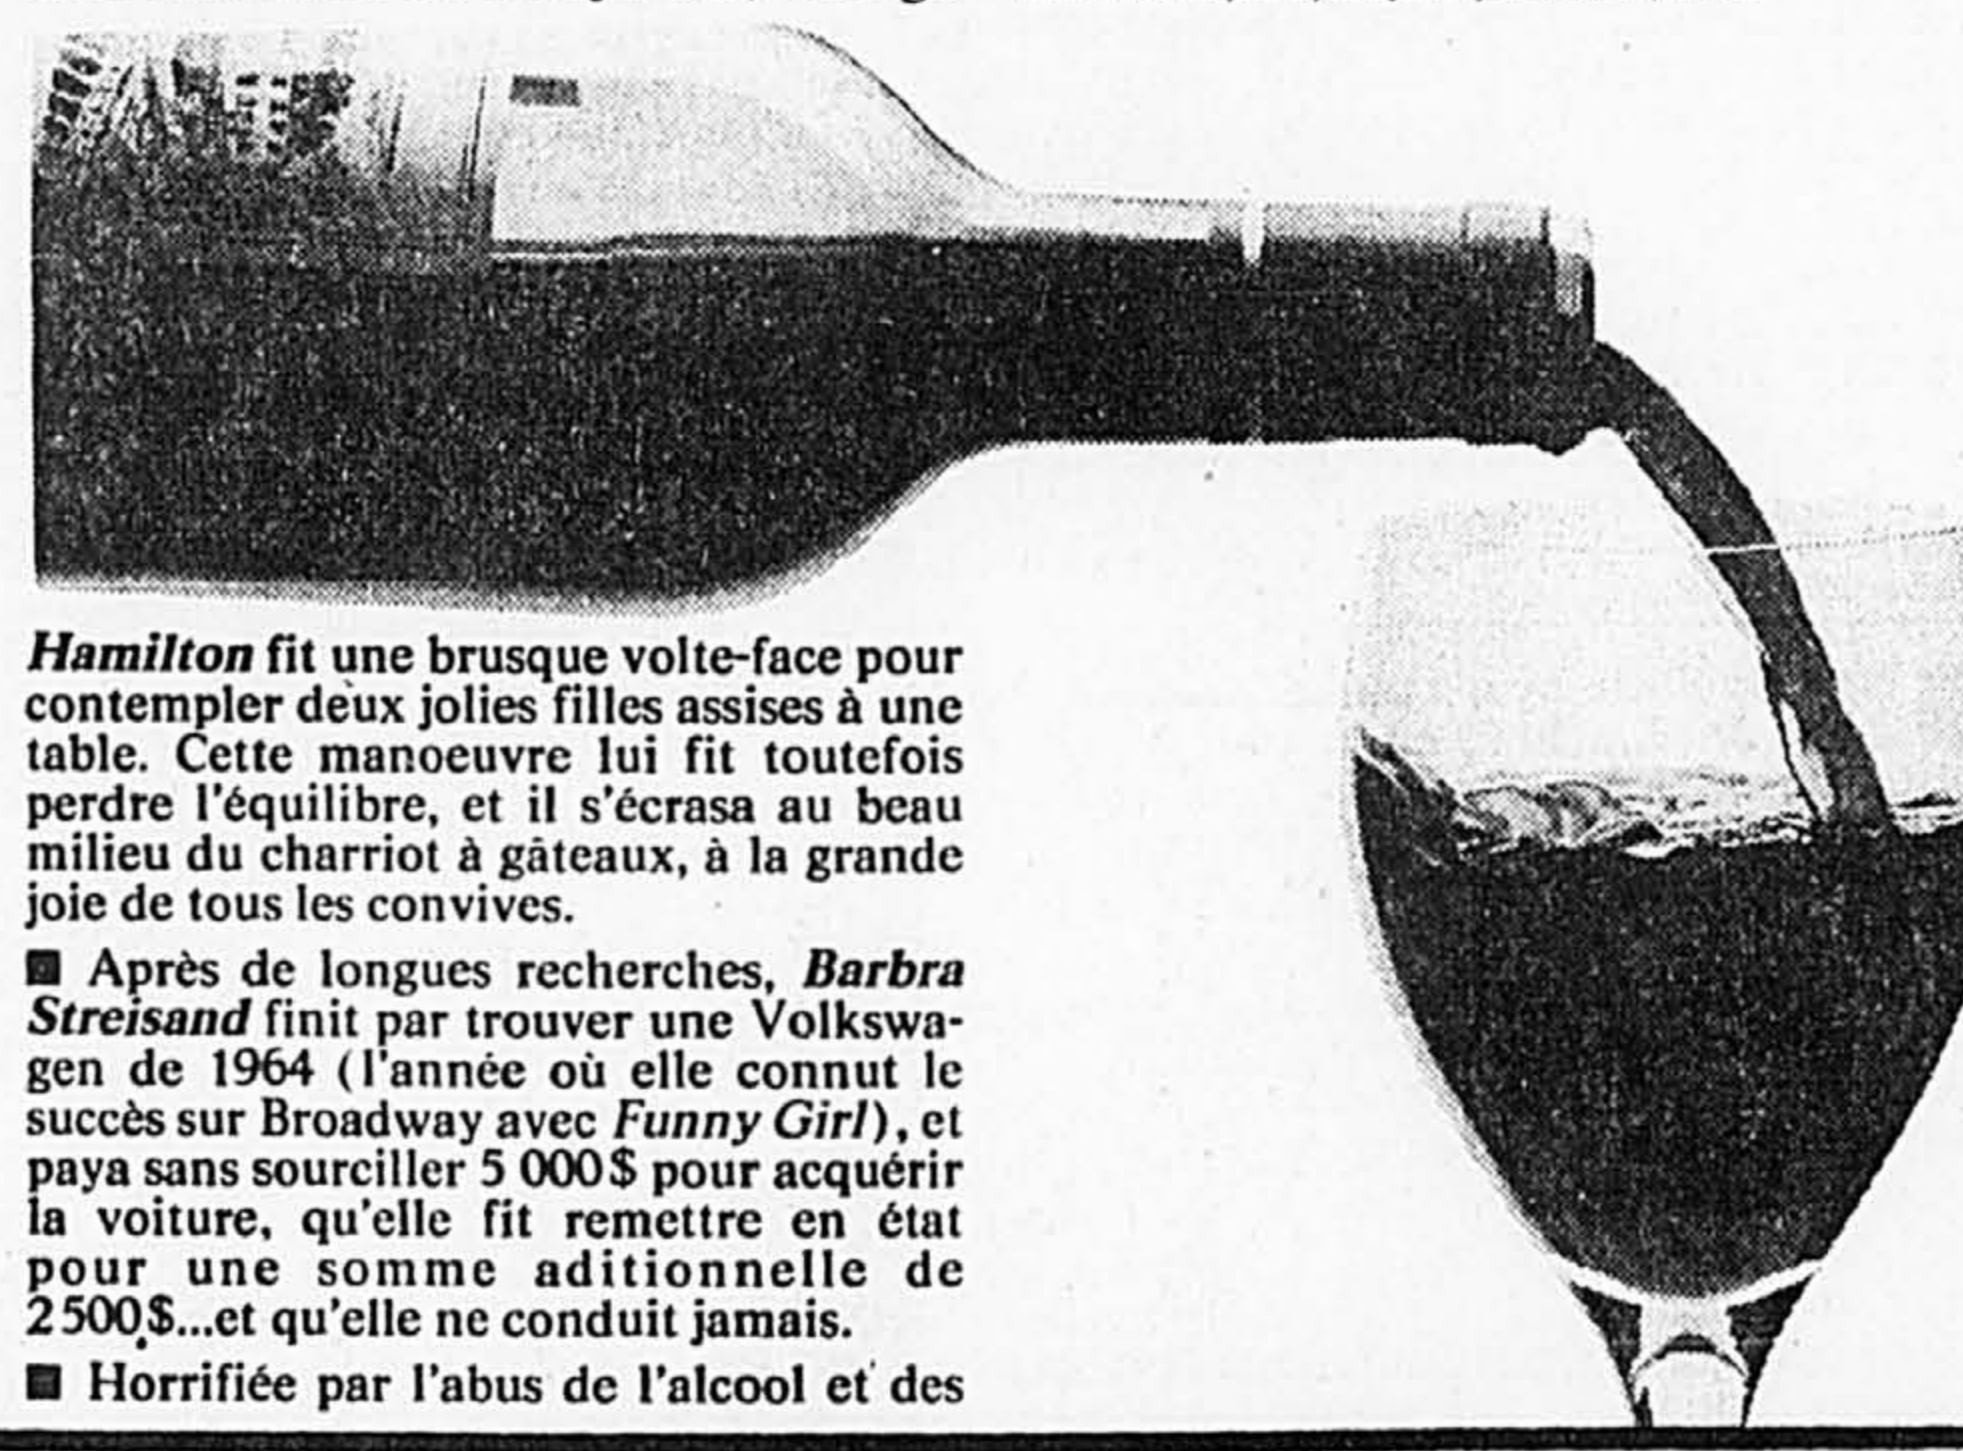 Hamilton fit une brusque volte-face pour
contempler deux jolies filles assises à une
table. Cette manoeuvre lui fit toutefois
perdre l'équilibre, et il s'écrasa au beau
milieu du charriot à gâteaux, à la grande
joie de tous les convives.
■ Après de longues recherches, Barbra
Streisand finit par trouver une Volkswa-
gen de 1964 (l'année où elle connut le
succès sur Broadway avec Funny Girl), et
paya sans sourciller 5 000$ pour acquérir
la voiture, qu'elle fit remettre en état
pour une somme aditionnelle de
2500$...et qu'elle ne conduit jamais.
■ Horrifiée par l'abus de l'alcool et des